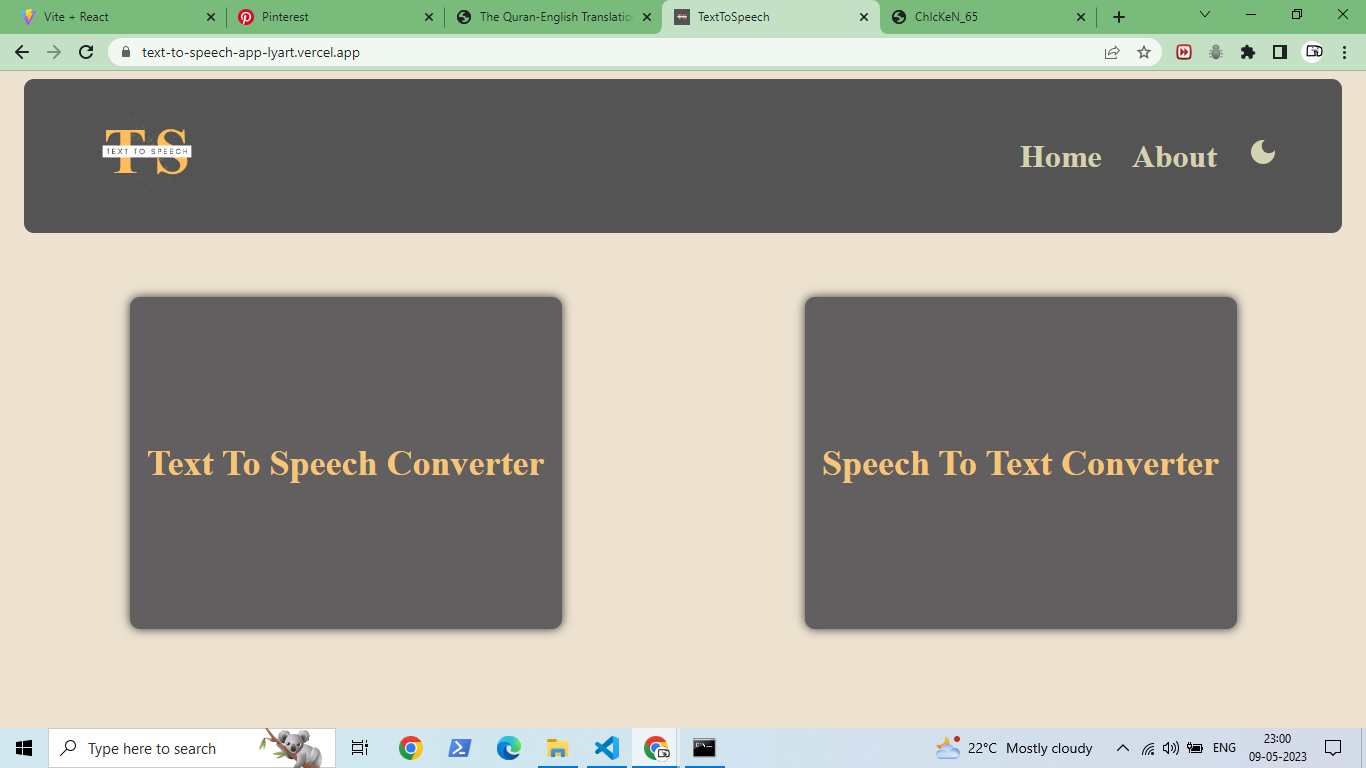 Vite + React
Pinterest
The Quran-English Translatio
TextToSpeech
ChIcKeN_65
text-to-speech-app-lyart.vercel.app
T S
TEXT TO SPEECH
Home
About
Text To Speech Converter
Speech To Text Converter
Type here to search
22°C Mostly cloudy
ENG
23:00
09-05-2023